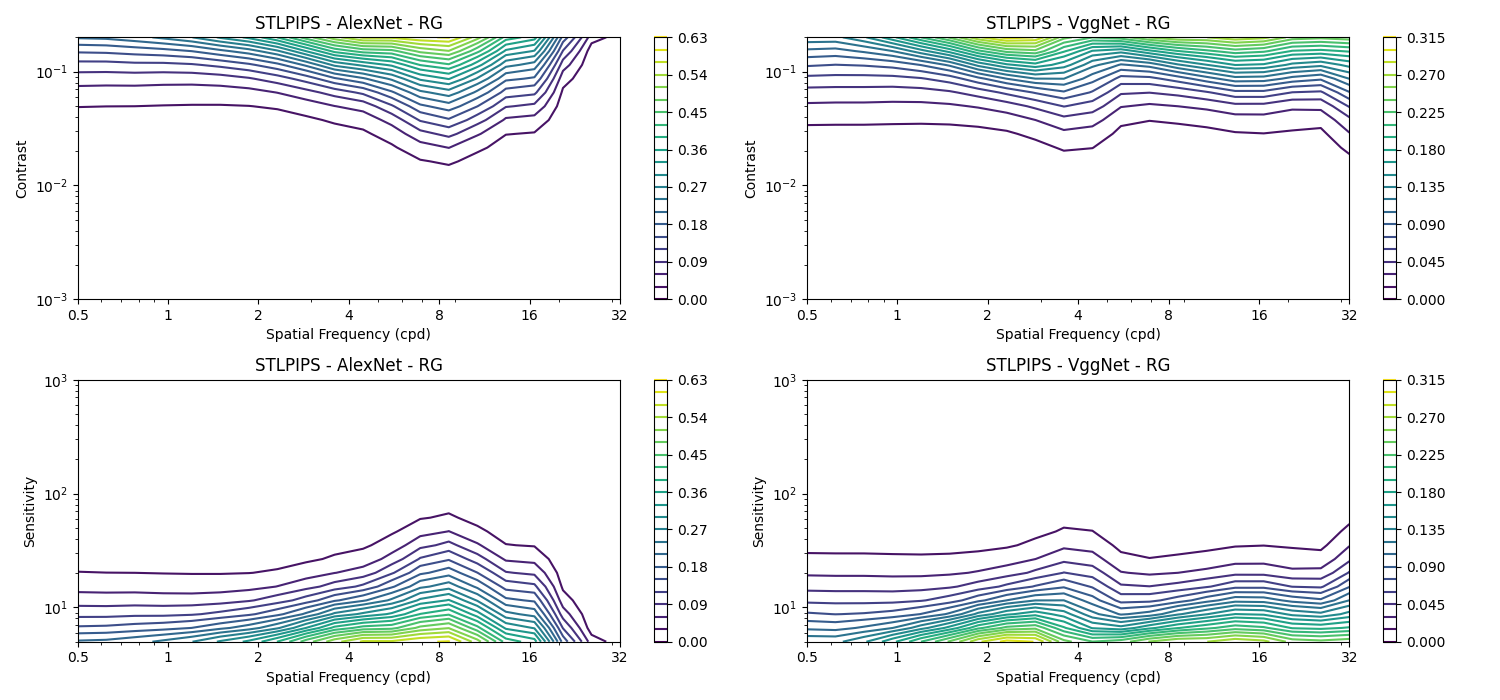 STLPIPS - AlexNet - RG
Contrast
10⁻¹
10⁻²
10⁻³
0.5 1 2 4 8 16 32
Spatial Frequency (cpd)
0.63
0.54
0.45
0.36
0.27
0.18
0.09
0.00
STLPIPS - VggNet - RG
Contrast
10⁻¹
10⁻²
10⁻³
0.5 1 2 4 8 16 32
Spatial Frequency (cpd)
0.315
0.270
0.225
0.180
0.135
0.090
0.045
0.000
STLPIPS - AlexNet - RG
Sensitivity
10³
10²
10¹
0.5 1 2 4 8 16 32
Spatial Frequency (cpd)
0.63
0.54
0.45
0.36
0.27
0.18
0.09
0.00
STLPIPS - VggNet - RG
Sensitivity
10³
10²
10¹
0.5 1 2 4 8 16 32
Spatial Frequency (cpd)
0.315
0.270
0.225
0.180
0.135
0.090
0.045
0.000